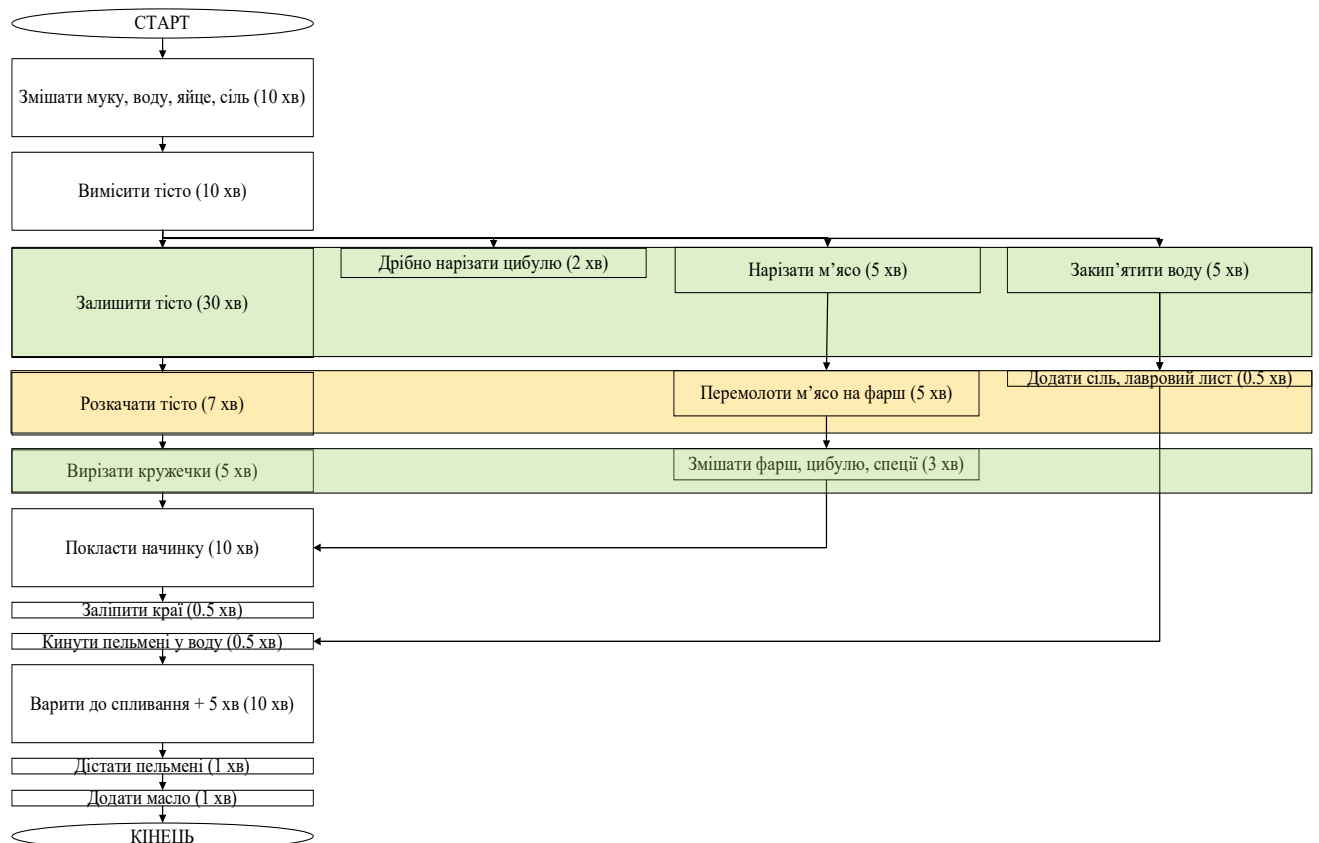 СТАРТ
Змішати муку, воду, яйце, сіль (10 хв)
Вимісити тісто (10 хв)
Залишити тісто (30 хв)
Дрібно нарізати цибулю (2 хв)
Нарізати м’ясо (5 хв)
Закип’ятити воду (5 хв)
Розкачати тісто (7 хв)
Перемолоти м’ясо на фарш (5 хв)
Додати сіль, лавровий лист (0.5 хв)
Вирізати кружечки (5 хв)
Змішати фарш, цибулю, спеції (3 хв)
Покласти начинку (10 хв)
Заліпити краї (0.5 хв)
Кинути пельмені у воду (0.5 хв)
Варити до спливання + 5 хв (10 хв)
Дістати пельмені (1 хв)
Додати масло (1 хв)
КІНЕЦЬ